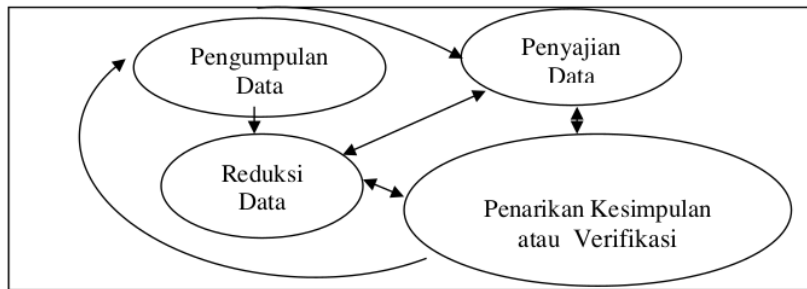 Pengumpulan
Data
Penyajian
Data
Reduksi
Data
Penarikan Kesimpulan
atau Verifikasi